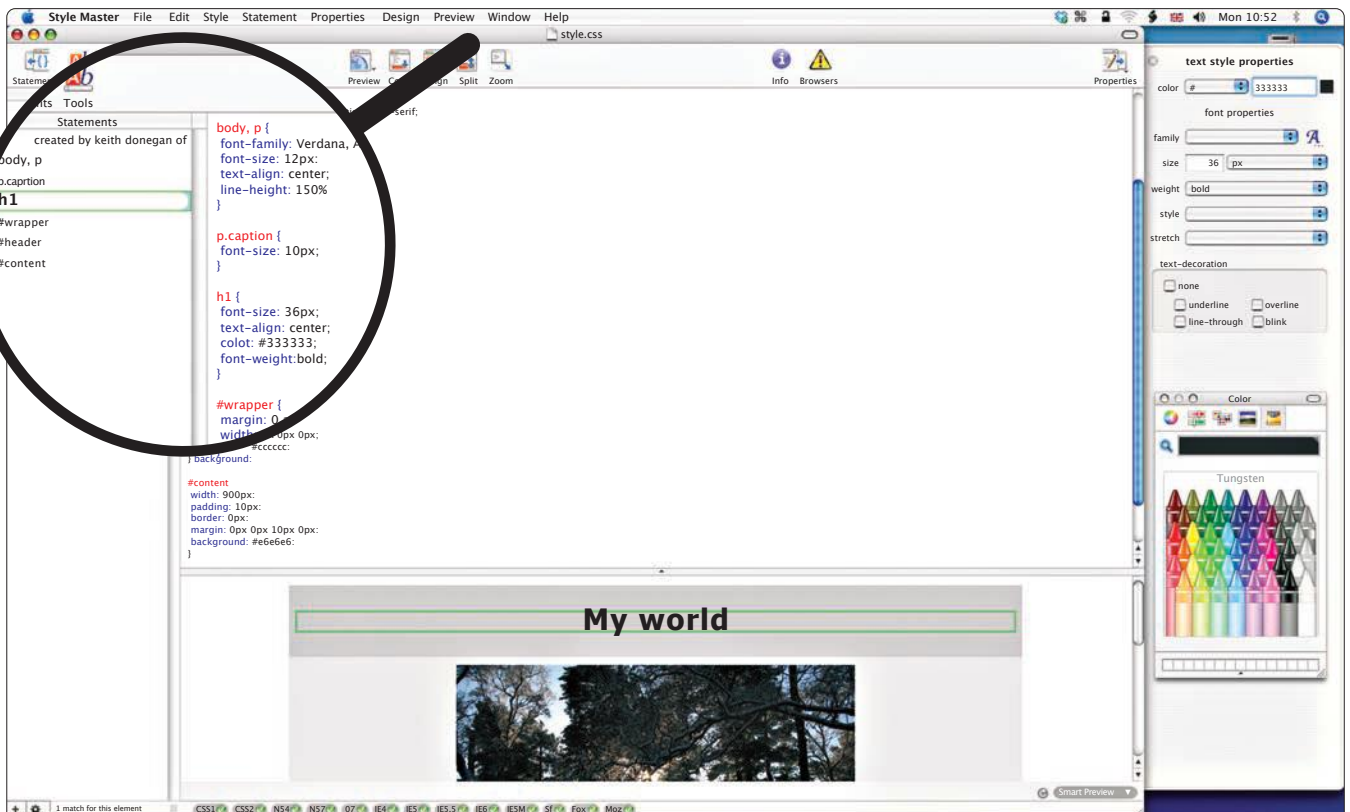 Style Master File Edit Style Statement Properties Design Preview Window Help
Mon 10:52
style.css
Preview Split Zoom
Info Browsers
Properties
Tools
Statements
created by keith donegan of
body, p
p.caprtion
h1
#wrapper
#header
#content
serif;
body, p {
font-family: Verdana,
font-size: 12px:
text-align: center;
line-height: 150%
}
p.caption {
font-size: 10px;
}
h1 {
font-size: 36px;
text-align: center;
colot: #333333;
font-weight:bold;
}
#wrapper {
margin: 0
width: 0px 0px;
#cccccc:
} background:
#content
width: 900px:
padding: 10px:
border: 0px:
margin: 0px 0px 10px 0px:
background: #e6e6e6:
}
My world
Smart Preview
1 match for this element
CSS1 CSS2 N54 N57 07 IE4 IE5 IE5.5 IE6 IE5M Sf Fox Moz
text style properties
color # 333333
font properties
family
size 36 px
weight bold
style
stretch
text-decoration
none
underline overline
line-through blink
Color
Tungsten